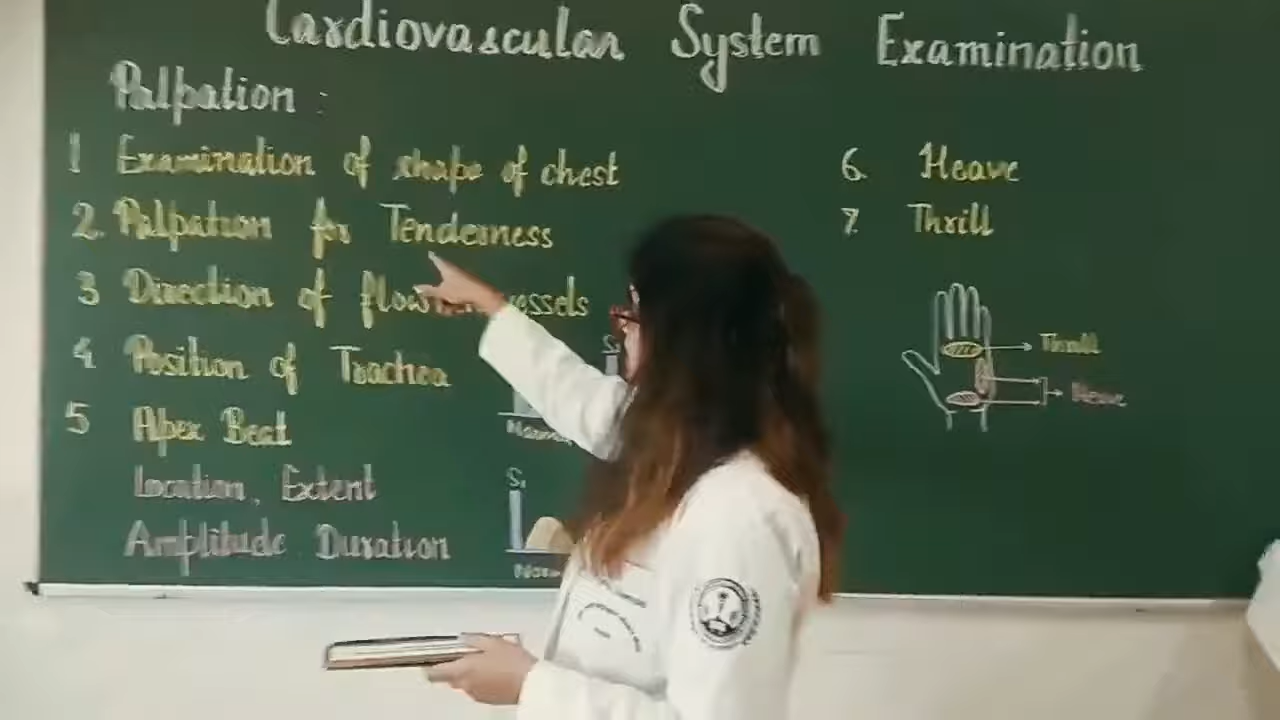 Cardiovascular System Examination
Palpation :
1 Examination of shape of chest
2. Palpation for Tenderness
3 Direction of flow vessels
4 Position of Trachea
5 Apex Beat
Location, Extent
Amplitude Duration
6. Heave
7. Thrill
Thrill
Heave
S₁